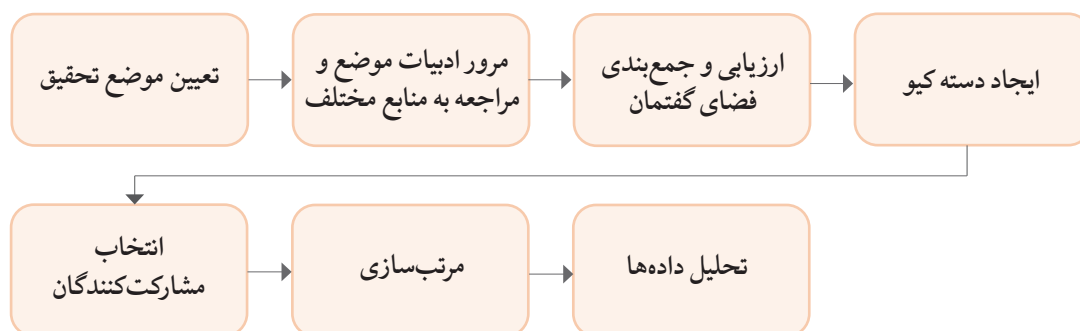 تعیین موضع تحقیق
مرور ادبیات موضع و
مراجعه به منابع مختلف
ارزیابی و جمع‌بندی
فضای گفتمان
ایجاد دسته کیو
انتخاب
مشارکت‌کنندگان
مرتب‌سازی
تحلیل داده‌ها